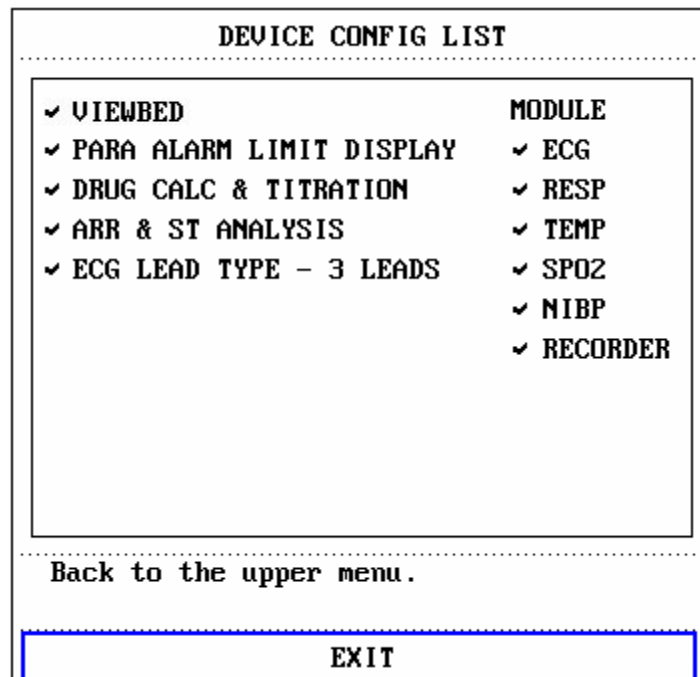 DEVICE CONFIG LIST
✓ VIEWBED
✓ PARA ALARM LIMIT DISPLAY
✓ DRUG CALC & TITRATION
✓ ARR & ST ANALYSIS
✓ ECG LEAD TYPE – 3 LEADS
MODULE
✓ ECG
✓ RESP
✓ TEMP
✓ SPO2
✓ NIBP
✓ RECORDER
Back to the upper menu.
EXIT